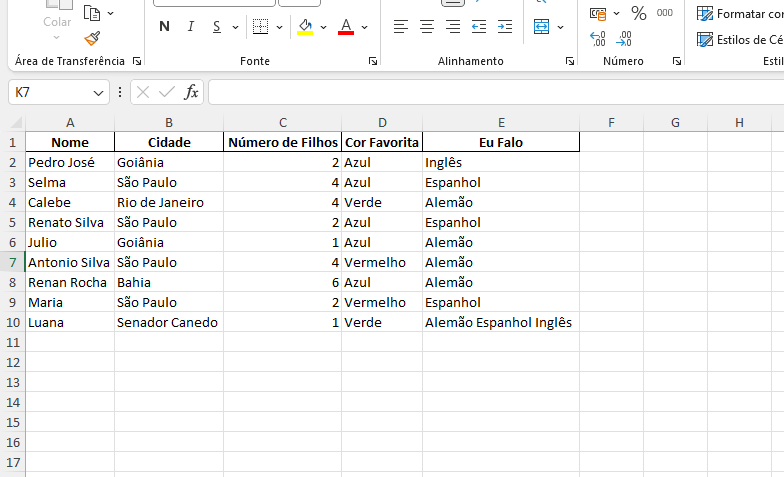 Colar
N I S A
% 000
Formatar con
Estilos de Cé
Área de Transferência Fonte Alinhamento Número Estil
K7 fx
A B C D E F G H
1 Nome Cidade Número de Filhos Cor Favorita Eu Falo
2 Pedro José Goiânia 2 Azul Inglês
3 Selma São Paulo 4 Azul Espanhol
4 Calebe Rio de Janeiro 4 Verde Alemão
5 Renato Silva São Paulo 2 Azul Espanhol
6 Julio Goiânia 1 Azul Alemão
7 Antonio Silva São Paulo 4 Vermelho Alemão
8 Renan Rocha Bahia 6 Azul Alemão
9 Maria São Paulo 2 Vermelho Espanhol
10 Luana Senador Canedo 1 Verde Alemão Espanhol Inglês
11
12
13
14
15
16
17